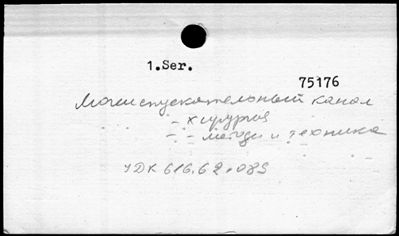 1.Ser.
75176
Мочеиспускательный канал
- хирургия
- - методы и техника
УДК 616.62.089